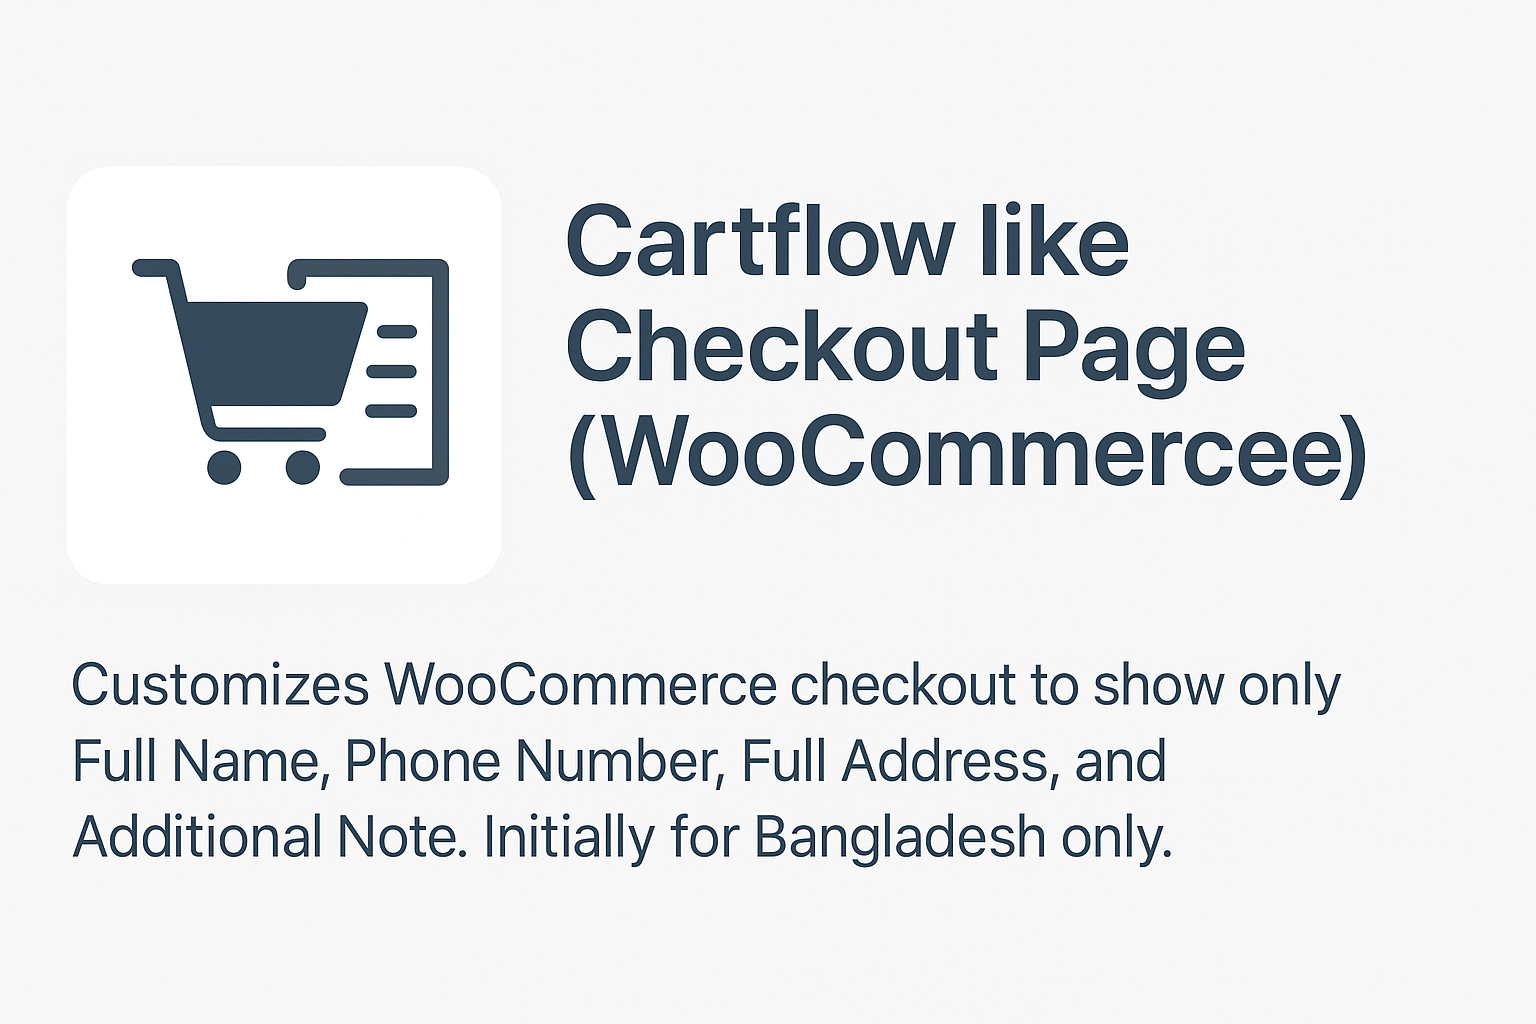 Cartflow like
Checkout Page
(WooCommercee)
Customizes WooCommerce checkout to show only
Full Name, Phone Number, Full Address, and
Additional Note. Initially for Bangladesh only.